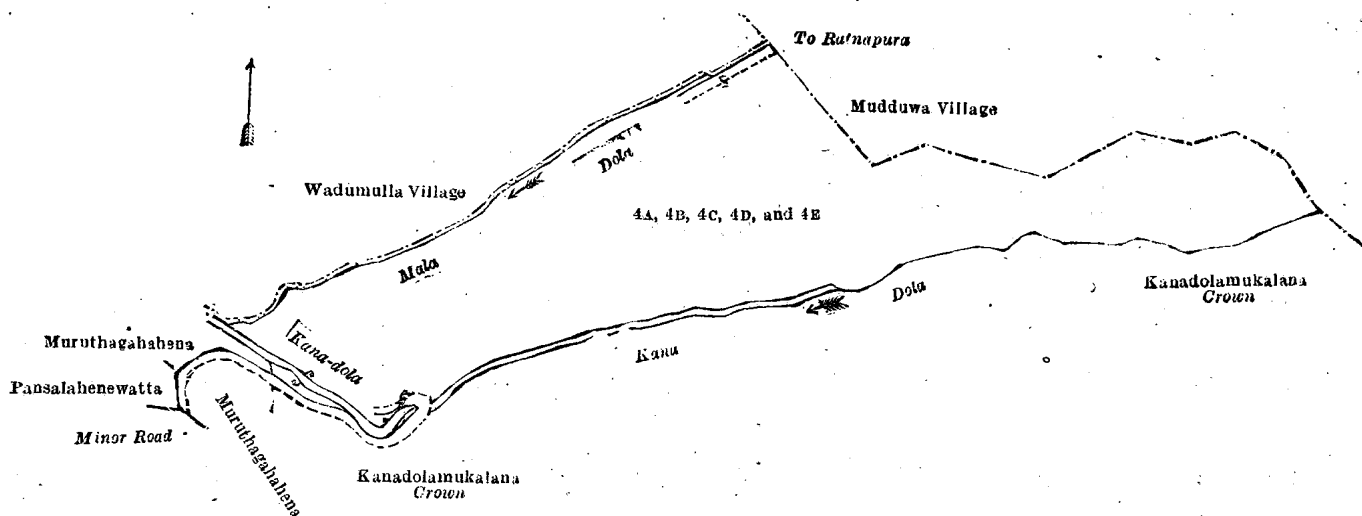 To Ratnapura
Mudduwa Village
Dola
Wadumulla Village
4A, 4B, 4C, 4D, and 4E
Mala
Dola
Kanadolamukalana
Crown
Kana-dola
Kana
Muruthagahahena
Pansalahenewatta
Minor Road
Muruthagahahena
Kanadolamukalana
Crown